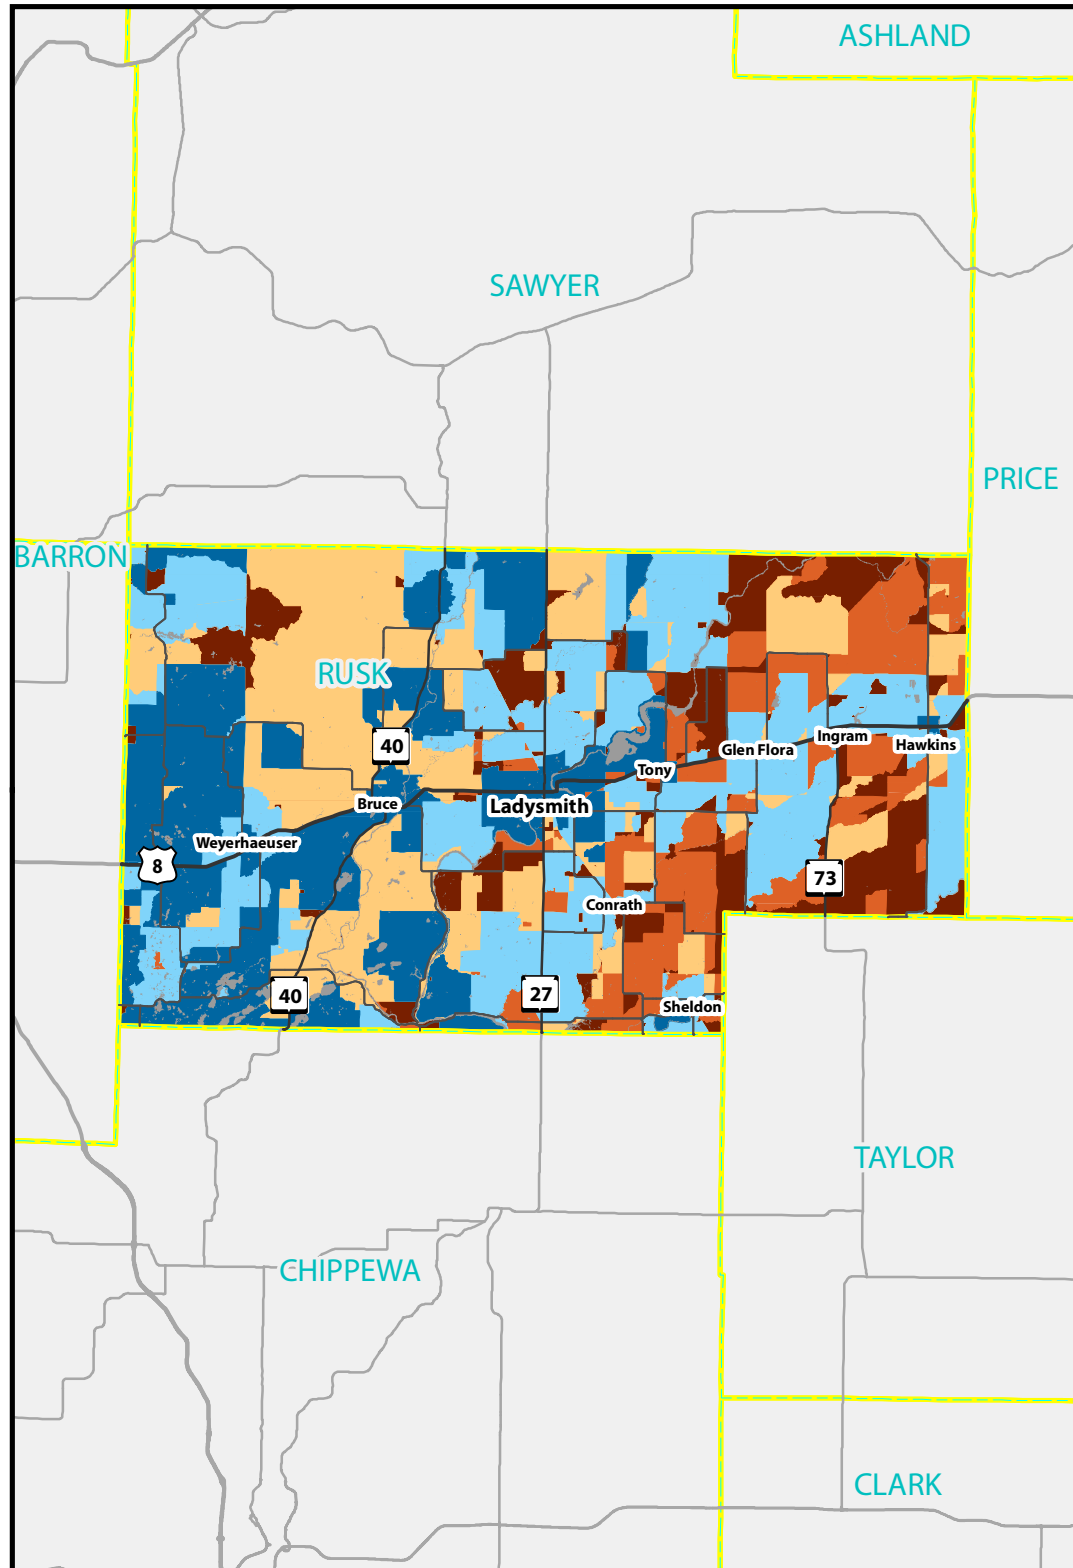 ASHLAND
SAWYER
PRICE
BARRON
RUSK
40
Ingram
Glen Flora
Hawkins
Tony
Bruce
Ladysmith
Weyerhaeuser
8
73
Conrath
40
27
Sheldon
TAYLOR
CHIPPEWA
CLARK